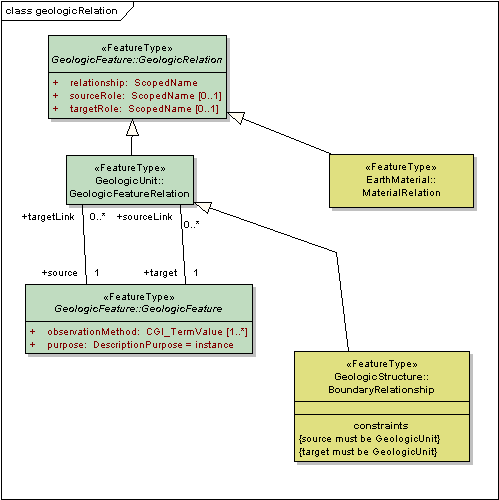 class geologicRelation
«FeatureType»
GeologicFeature::GeologicRelation
+ relationship: ScopedName
+ sourceRole: ScopedName [0..1]
+ targetRole: ScopedName [0..1]
«FeatureType»
GeologicUnit::
GeologicFeatureRelation
«FeatureType»
EarthMaterial::
MaterialRelation
+targetLink 0..* +sourceLink 0..*
+source 1 +target 1
«FeatureType»
GeologicFeature::GeologicFeature
+ observationMethod: CGI_TermValue [1..*]
+ purpose: DescriptionPurpose = instance
«FeatureType»
GeologicStructure::
BoundaryRelationship
constraints
{source must be GeologicUnit}
{target must be GeologicUnit}